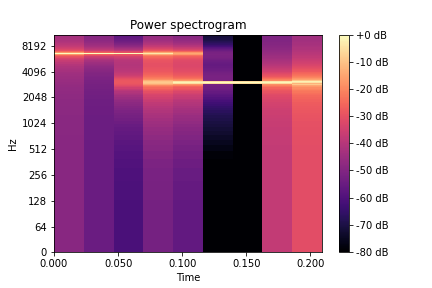 Power spectrogram
8192
4096
2048
1024
512
256
128
64
0
Hz
0.000 0.050 0.100 0.150 0.200
Time
+0 dB
-10 dB
-20 dB
-30 dB
-40 dB
-50 dB
-60 dB
-70 dB
-80 dB